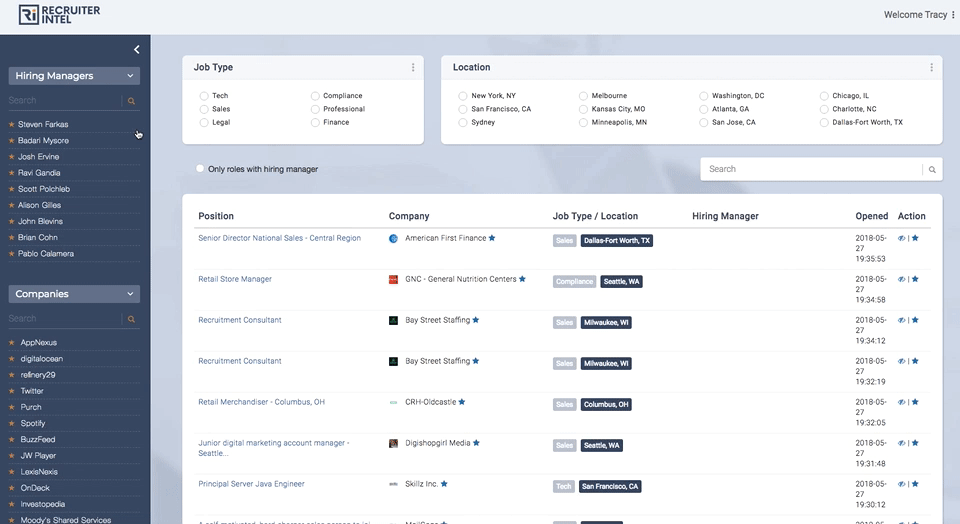 Ri RECRUITER
INTEL
Welcome Tracy
Hiring Managers
Search
Steven Farkas
Badari Mysore
Josh Ervine
Ravi Gandia
Scott Polchleb
Alison Gilles
John Blevins
Brian Cohn
Pablo Calamera
Companies
Search
AppNexus
digitalocean
refinery29
Twitter
Purch
Spotify
BuzzFeed
JW Player
LexisNexis
OnDeck
Investopedia
Moody's Shared Services
Job Type
Tech Compliance
Sales Professional
Legal Finance
Location
New York, NY Melbourne Washington, DC Chicago, IL
San Francisco, CA Kansas City, MO Atlanta, GA Charlotte, NC
Sydney Minneapolis, MN San Jose, CA Dallas-Fort Worth, TX
Only roles with hiring manager
Search
Position Company Job Type / Location Hiring Manager Opened Action
Senior Director National Sales - Central Region American First Finance Sales Dallas-Fort Worth, TX 2018-05-
27
19:35:53
Retail Store Manager GNC - General Nutrition Centers Compliance Seattle, WA 2018-05-
27
19:34:58
Recruitment Consultant Bay Street Staffing Sales Milwaukee, WI 2018-05-
27
19:34:12
Recruitment Consultant Bay Street Staffing Sales Milwaukee, WI 2018-05-
27
19:32:19
Retail Merchandiser - Columbus, OH CRH-Oldcastle Sales Columbus, OH 2018-05-
27
19:32:05
Junior digital marketing account manager - Digishopgirl Media Sales Seattle, WA 2018-05-
Seattle... 27
19:31:48
Principal Server Java Engineer Skillz Inc. Tech San Francisco, CA 2018-05-
27
19:30:12